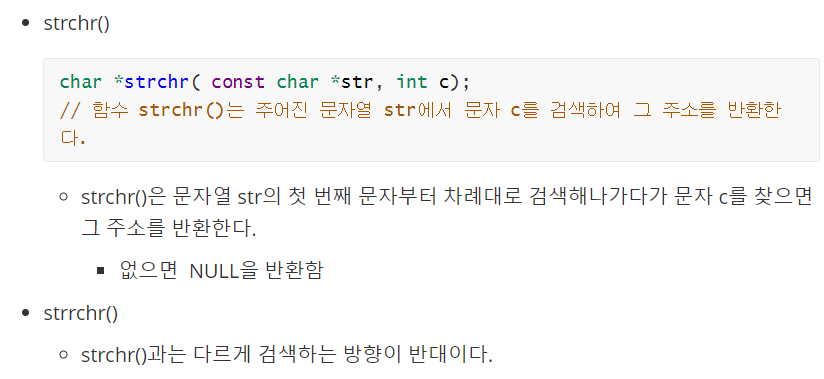 strchr()
char *strchr( const char *str, int c);
// 함수 strchr()는 주어진 문자열 str에서 문자 c를 검색하여 그 주소를 반환한
다.
strchr()은 문자열 str의 첫 번째 문자부터 차례대로 검색해나가다가 문자 c를 찾으면
그 주소를 반환한다.
없으면 NULL을 반환함
strrchr()
strchr()과는 다르게 검색하는 방향이 반대이다.